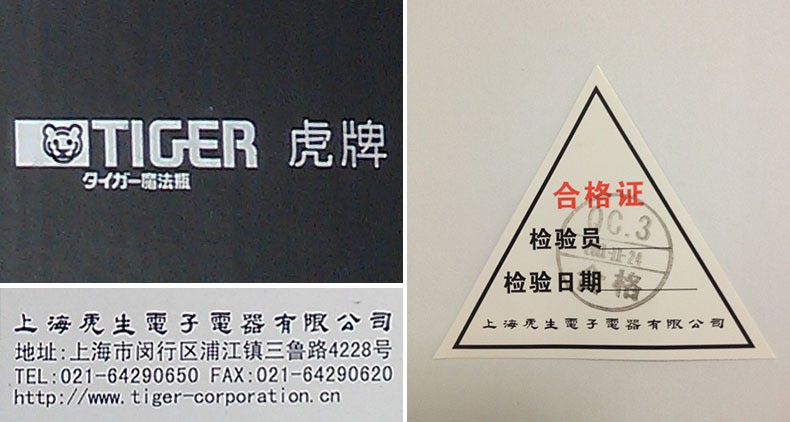 TIGER 虎牌
タイガー魔法瓶
上海虎生電子電器有限公司
地址:上海市闵行区浦江镇三鲁路4228号
TEL:021-64290650 FAX:021-64290620
http://www.tiger-corporation.cn
合格证
QC.3
检验员
检验日期
合格
上海虎生電子電器有限公司